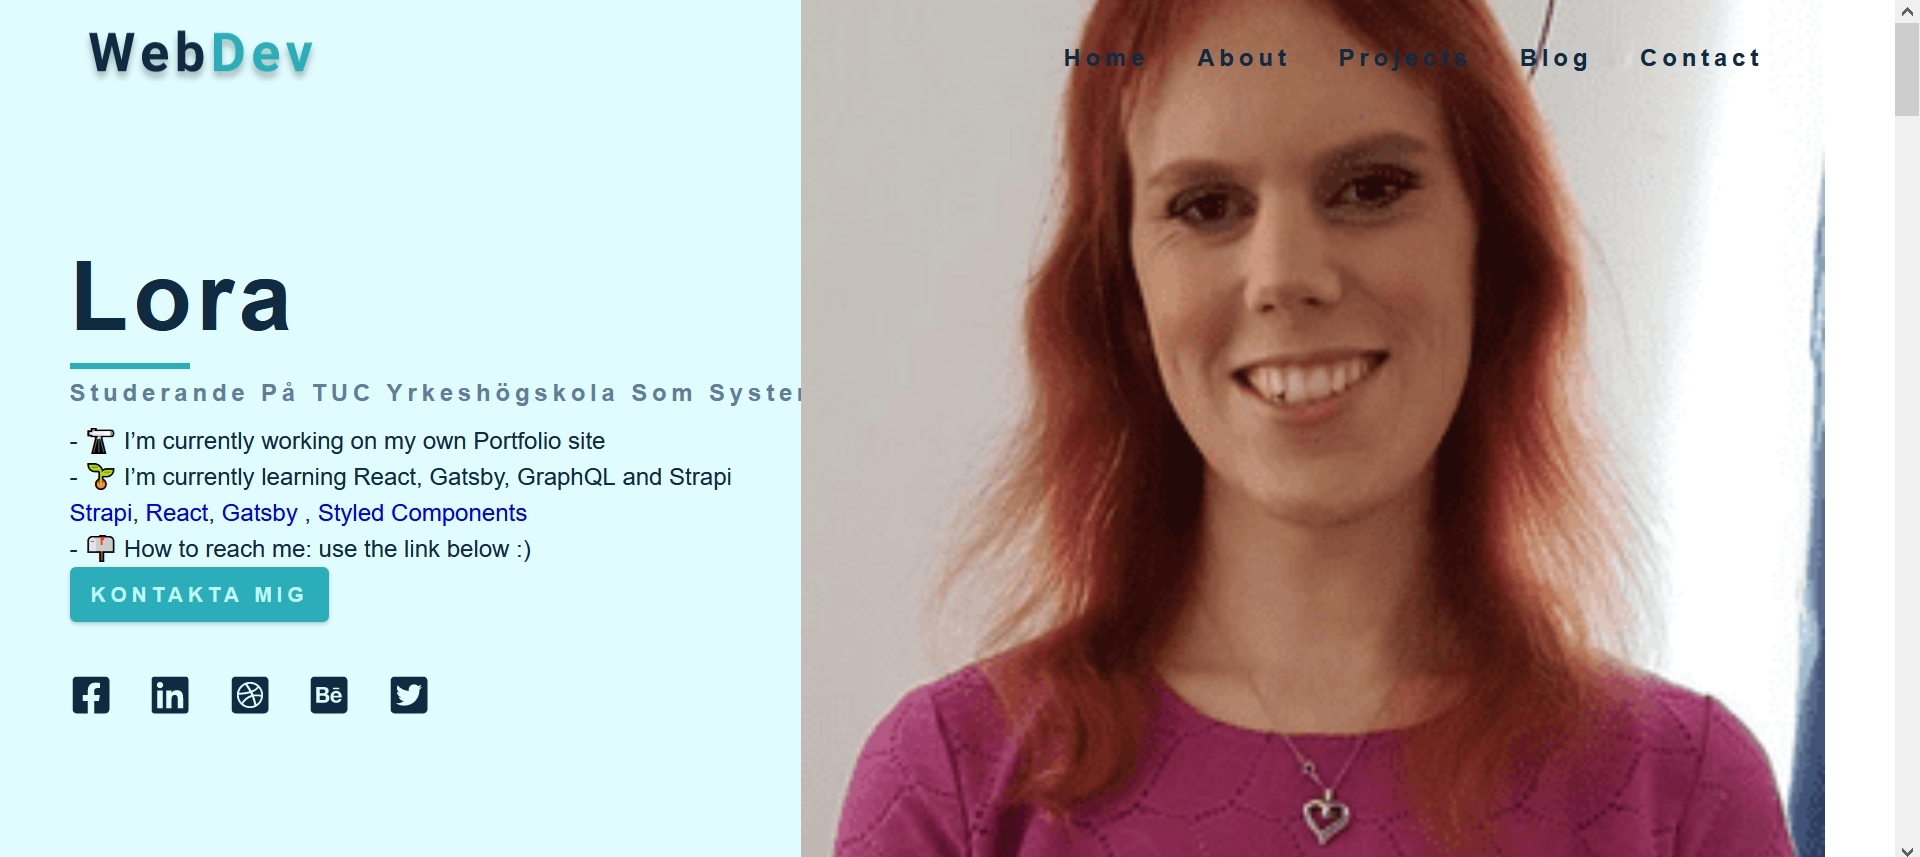 WebDev
Home About Projects Blog Contact
Lora
Studerande På TUC Yrkeshögskola Som
- I’m currently working on my own Portfolio site
- I’m currently learning React, Gatsby, GraphQL and Strapi
Strapi, React, Gatsby , Styled Components
- How to reach me: use the link below :)
KONTAKTA MIG
Bē